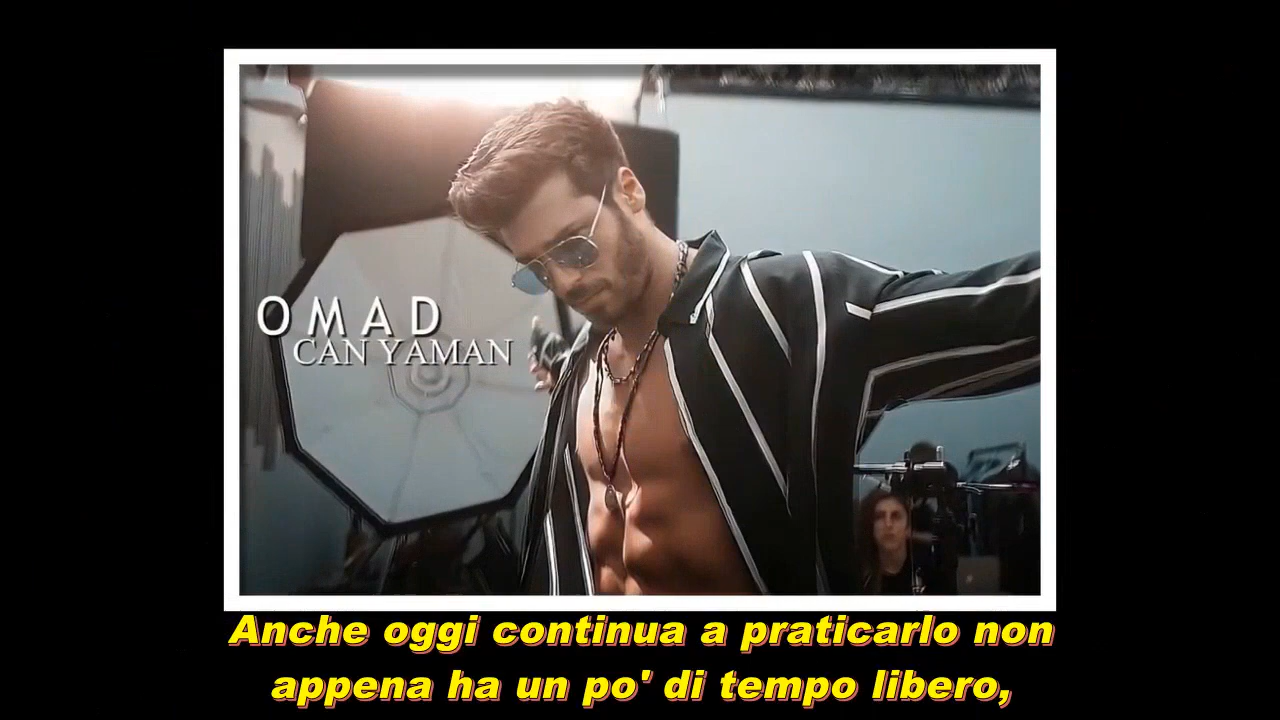 OMAD
CAN YAMAN
Anche oggi continua a praticarlo non
appena ha un po' di tempo libero,